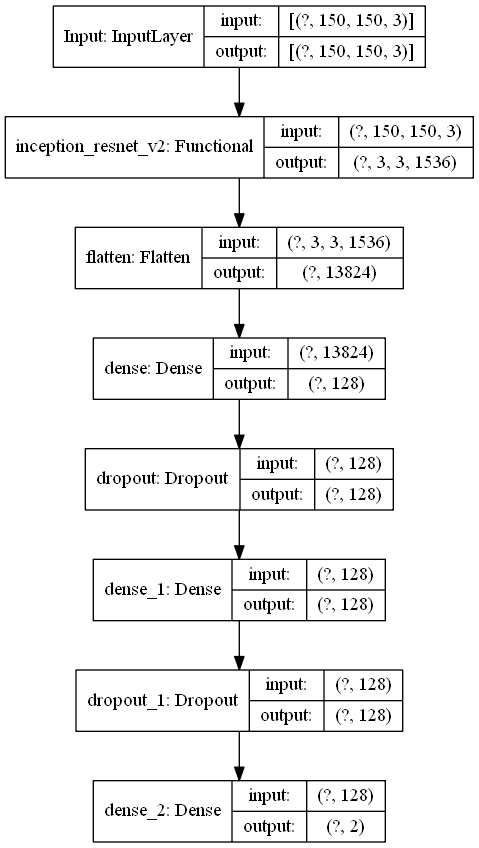 Input: InputLayer
input:
[(?, 150, 150, 3)]
output:
[(?, 150, 150, 3)]
inception_resnet_v2: Functional
input:
(?, 150, 150, 3)
output:
(?, 3, 3, 1536)
flatten: Flatten
input:
(?, 3, 3, 1536)
output:
(?, 13824)
dense: Dense
input:
(?, 13824)
output:
(?, 128)
dropout: Dropout
input:
(?, 128)
output:
(?, 128)
dense_1: Dense
input:
(?, 128)
output:
(?, 128)
dropout_1: Dropout
input:
(?, 128)
output:
(?, 128)
dense_2: Dense
input:
(?, 128)
output:
(?, 2)